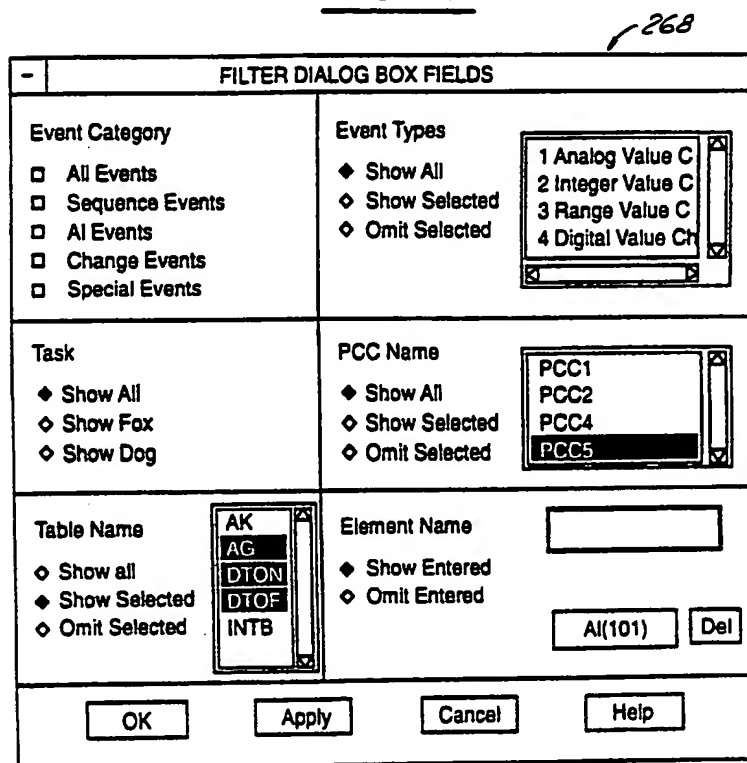 268
- FILTER DIALOG BOX FIELDS
Event Category
All Events
Sequence Events
AI Events
Change Events
Special Events
Event Types
Show All
Show Selected
Omit Selected
1 Analog Value C
2 Integer Value C
3 Range Value C
4 Digital Value Ch
Task
Show All
Show Fox
Show Dog
PCC Name
Show All
Show Selected
Omit Selected
PCC1
PCC2
PCC4
PCC5
Table Name
Show all
Show Selected
Omit Selected
AK
AG
DTON
DTOF
INTB
Element Name
Show Entered
Omit Entered
AI(101) Del
OK Apply Cancel Help